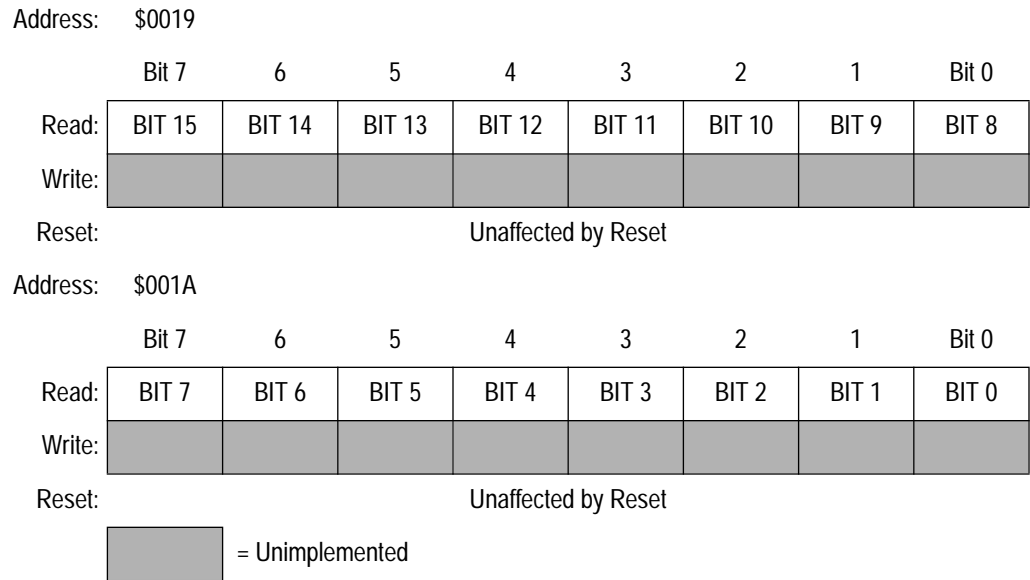 Address: $0019
Bit 7 6 5 4 3 2 1 Bit 0
Read: BIT 15 BIT 14 BIT 13 BIT 12 BIT 11 BIT 10 BIT 9 BIT 8
Write:
Reset: Unaffected by Reset
Address: $001A
Bit 7 6 5 4 3 2 1 Bit 0
Read: BIT 7 BIT 6 BIT 5 BIT 4 BIT 3 BIT 2 BIT 1 BIT 0
Write:
Reset: Unaffected by Reset
= Unimplemented